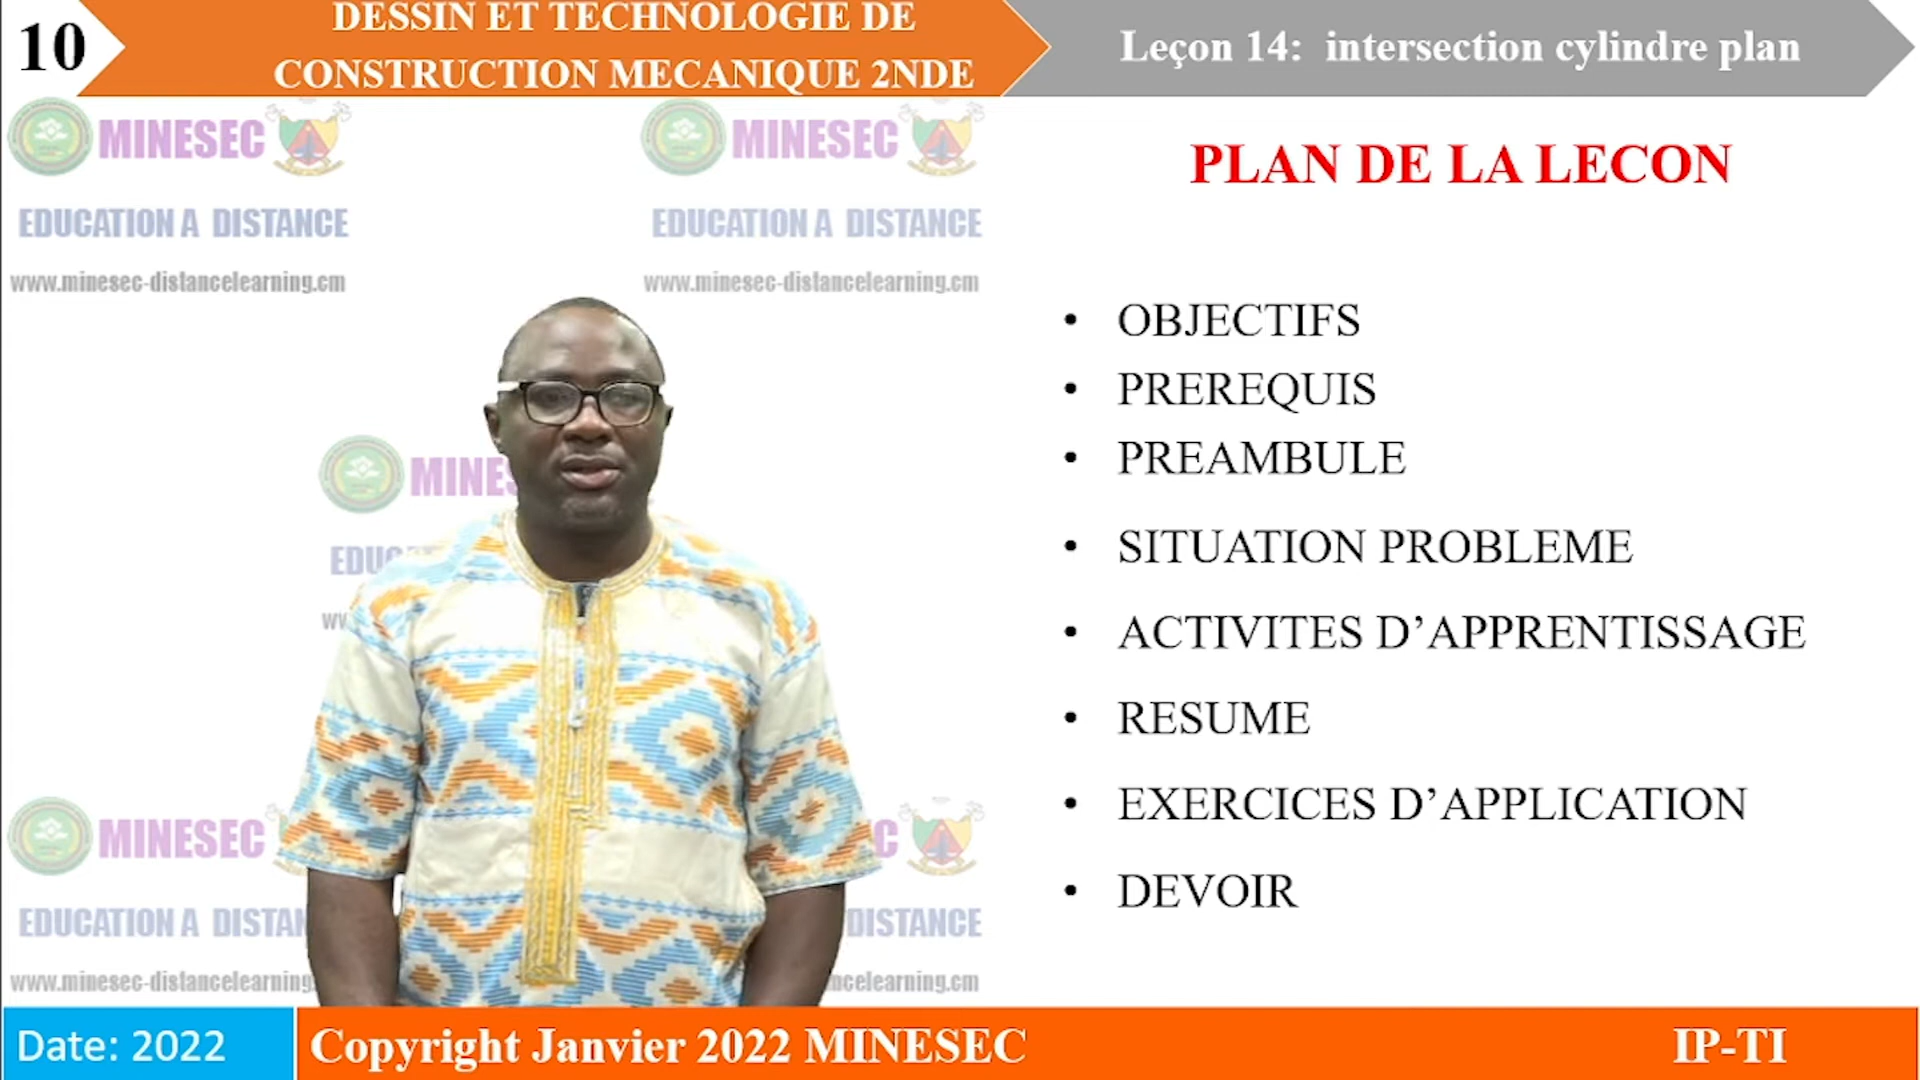 10
DESSIN ET TECHNOLOGIE DE
CONSTRUCTION MECANIQUE 2NDE
Leçon 14: intersection cylindre plan
MINESEC
EDUCATION A DISTANCE
www.minesec-distancelearning.cm
MINESEC
EDUCATION A DISTANCE
www.minesec-distancelearning.cm
PLAN DE LA LECON
• OBJECTIFS
• PREREQUIS
• PREAMBULE
• SITUATION PROBLEME
• ACTIVITES D’APPRENTISSAGE
• RESUME
• EXERCICES D’APPLICATION
• DEVOIR
MINES
EDUC
MINESEC
EDUCATION A DISTAN
www.minesec-distancelearning
C
DISTANCE
ncelearning.cm
Date: 2022
Copyright Janvier 2022 MINESEC
IP-TI